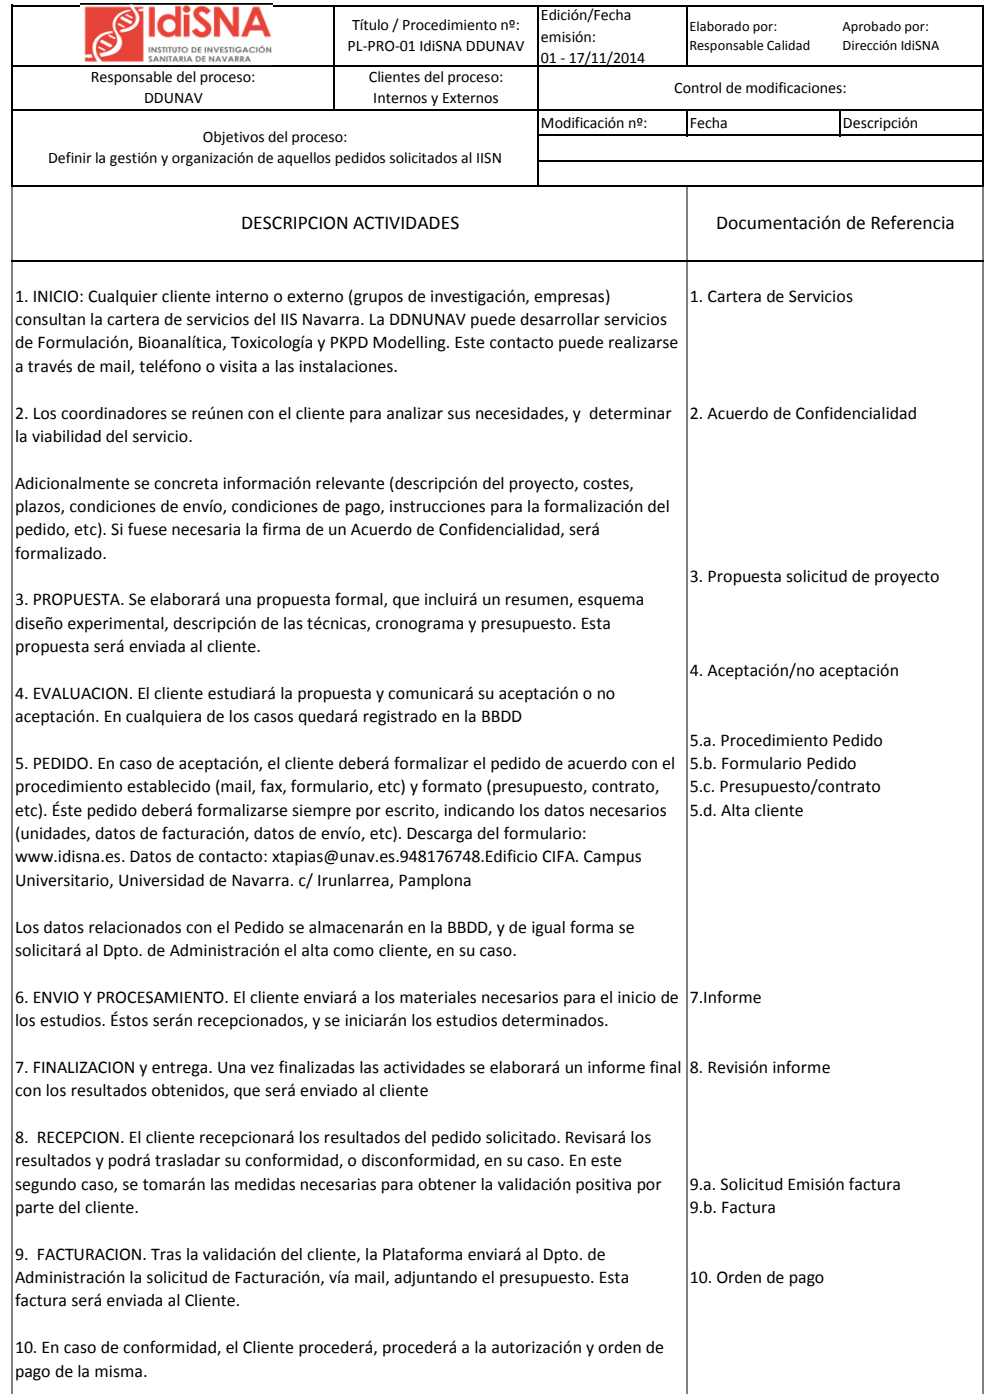 IdiSNA
INSTITUTO DE INVESTIGACIÓN
SANITARIA DE NAVARRA
Título / Procedimiento nº:
PL-PRO-01 IdiSNA DDUNAV
Edición/Fecha
emisión:
01 - 17/11/2014
Elaborado por:
Responsable Calidad
Aprobado por:
Dirección IdiSNA
Responsable del proceso:
DDUNAV
Clientes del proceso:
Internos y Externos
Control de modificaciones:
Objetivos del proceso:
Definir la gestión y organización de aquellos pedidos solicitados al IISN
Modificación nº:
Fecha
Descripción
DESCRIPCION ACTIVIDADES
Documentación de Referencia
1. INICIO: Cualquier cliente interno o externo (grupos de investigación, empresas)
consultan la cartera de servicios del IIS Navarra. La DDNUNAV puede desarrollar servicios
de Formulación, Bioanalítica, Toxicología y PKPD Modelling. Este contacto puede realizarse
a través de mail, teléfono o visita a las instalaciones.
1. Cartera de Servicios
2. Los coordinadores se reúnen con el cliente para analizar sus necesidades, y  determinar
la viabilidad del servicio.
2. Acuerdo de Confidencialidad
Adicionalmente se concreta información relevante (descripción del proyecto, costes,
plazos, condiciones de envío, condiciones de pago, instrucciones para la formalización del
pedido, etc). Si fuese necesaria la firma de un Acuerdo de Confidencialidad, será
formalizado.
3. Propuesta solicitud de proyecto
3. PROPUESTA. Se elaborará una propuesta formal, que incluirá un resumen, esquema
diseño experimental, descripción de las técnicas, cronograma y presupuesto. Esta
propuesta será enviada al cliente.
4. Aceptación/no aceptación
4. EVALUACION. El cliente estudiará la propuesta y comunicará su aceptación o no
aceptación. En cualquiera de los casos quedará registrado en la BBDD
5.a. Procedimiento Pedido
5.b. Formulario Pedido
5.c. Presupuesto/contrato
5.d. Alta cliente
5. PEDIDO. En caso de aceptación, el cliente deberá formalizar el pedido de acuerdo con el
procedimiento establecido (mail, fax, formulario, etc) y formato (presupuesto, contrato,
etc). Éste pedido deberá formalizarse siempre por escrito, indicando los datos necesarios
(unidades, datos de facturación, datos de envío, etc). Descarga del formulario:
www.idisna.es. Datos de contacto: xtapias@unav.es.948176748.Edificio CIFA. Campus
Universitario, Universidad de Navarra. c/ Irunlarrea, Pamplona
Los datos relacionados con el Pedido se almacenarán en la BBDD, y de igual forma se
solicitará al Dpto. de Administración el alta como cliente, en su caso.
6. ENVIO Y PROCESAMIENTO. El cliente enviará a los materiales necesarios para el inicio de
los estudios. Éstos serán recepcionados, y se iniciarán los estudios determinados.
7.Informe
7. FINALIZACION y entrega. Una vez finalizadas las actividades se elaborará un informe final
con los resultados obtenidos, que será enviado al cliente
8. Revisión informe
8.  RECEPCION. El cliente recepcionará los resultados del pedido solicitado. Revisará los
resultados y podrá trasladar su conformidad, o disconformidad, en su caso. En este
segundo caso, se tomarán las medidas necesarias para obtener la validación positiva por
parte del cliente.
9.a. Solicitud Emisión factura
9.b. Factura
9.  FACTURACION. Tras la validación del cliente, la Plataforma enviará al Dpto. de
Administración la solicitud de Facturación, vía mail, adjuntando el presupuesto. Esta
factura será enviada al Cliente.
10. Orden de pago
10. En caso de conformidad, el Cliente procederá, procederá a la autorización y orden de
pago de la misma.